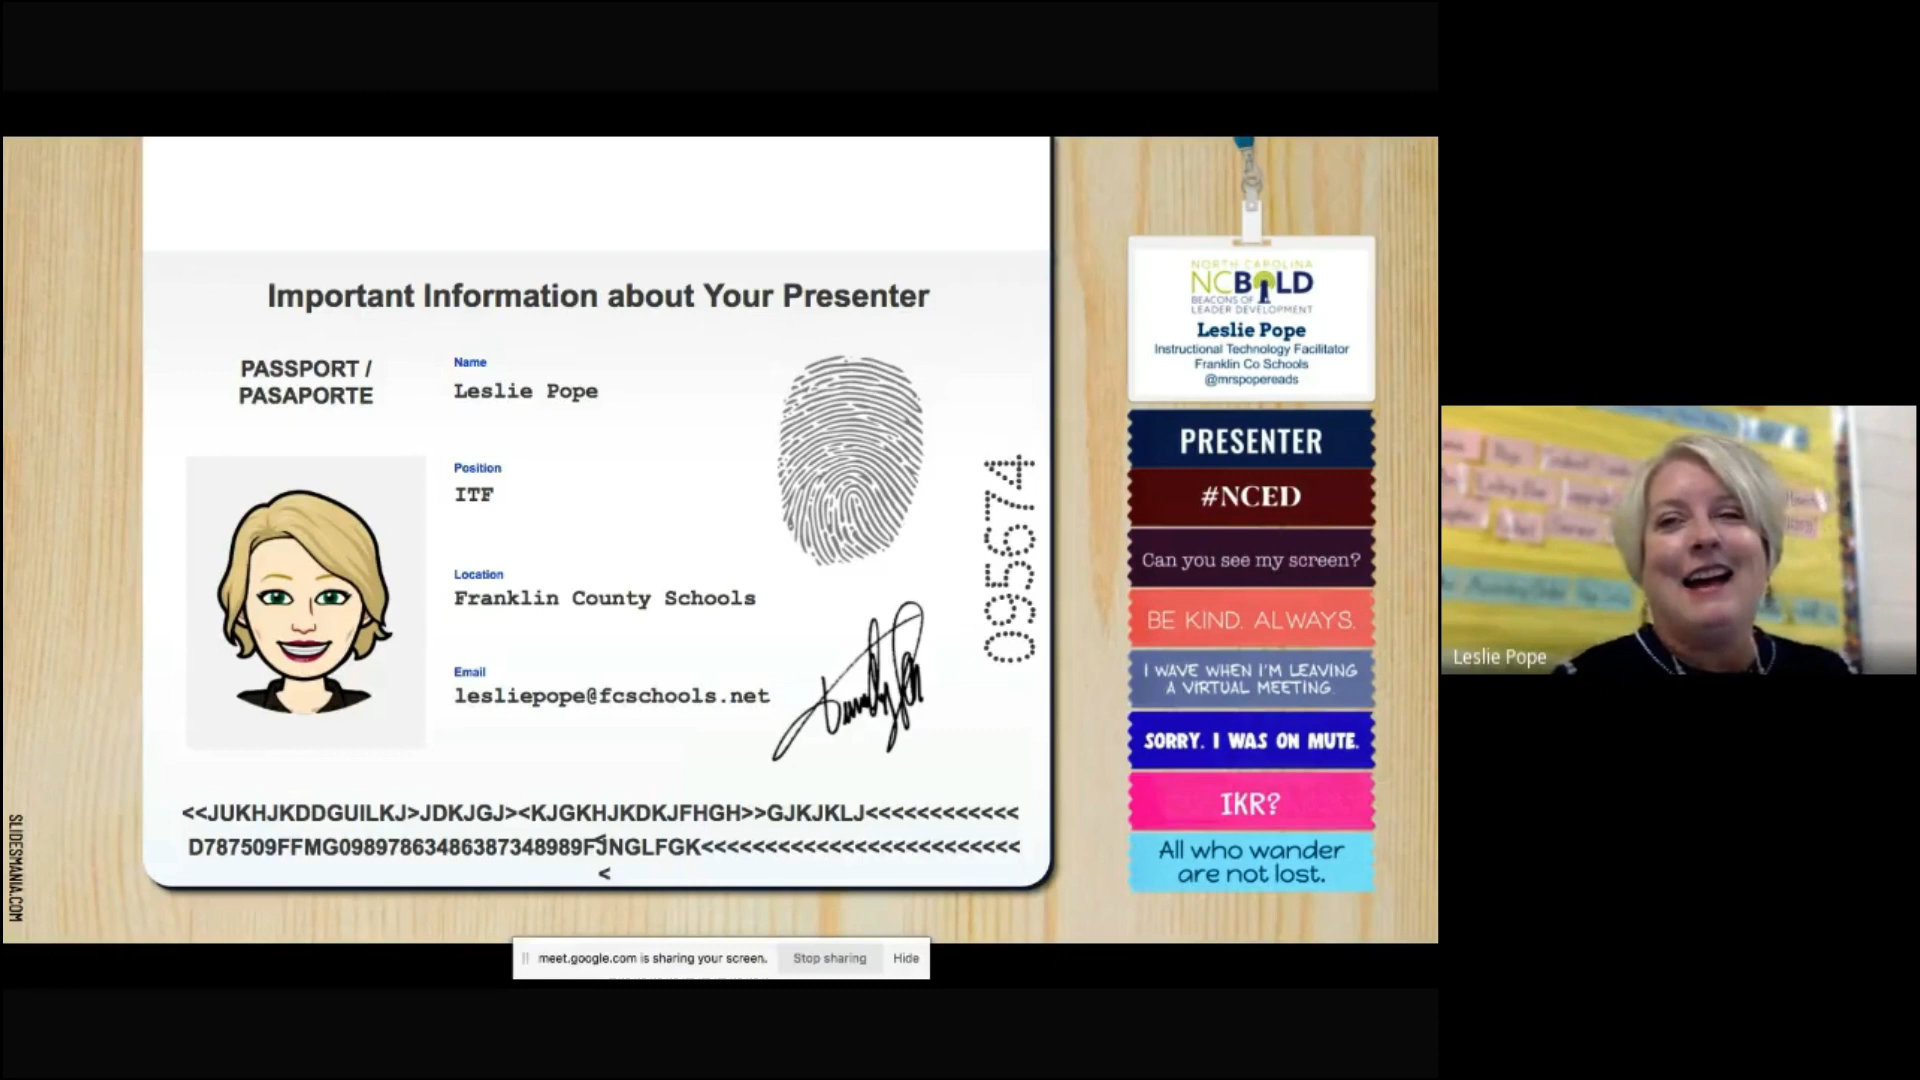 Important Information about Your Presenter
PASSPORT /
PASAPORTE
Name
Leslie Pope
Position
ITF
Location
Franklin County Schools
Email
lesliepope@fcschools.net
095674
<<JUKHJKDDGUILKJ>JDKJGJ><KJGKHJKDKJFHGH>>GJKJKLJ<<<<<<<<<<<<
<
D787509FFMG09897863486387348989FJNGLFGK<<<<<<<<<<<<<<<<<<<<<<<<<
<
SLIDESMANIA.COM
NORTH CAROLINA
NCBOLD
BEACONS OF
LEADER DEVELOPMENT
Leslie Pope
Instructional Technology Facilitator
Franklin Co Schools
@mrspopereads
PRESENTER
#NCED
Can you see my screen?
BE KIND. ALWAYS.
I WAVE WHEN I'M LEAVING
A VIRTUAL MEETING.
SORRY. I WAS ON MUTE.
IKR?
All who wander
are not lost.
Leslie Pope
meet.google.com is sharing your screen.
Stop sharing
Hide